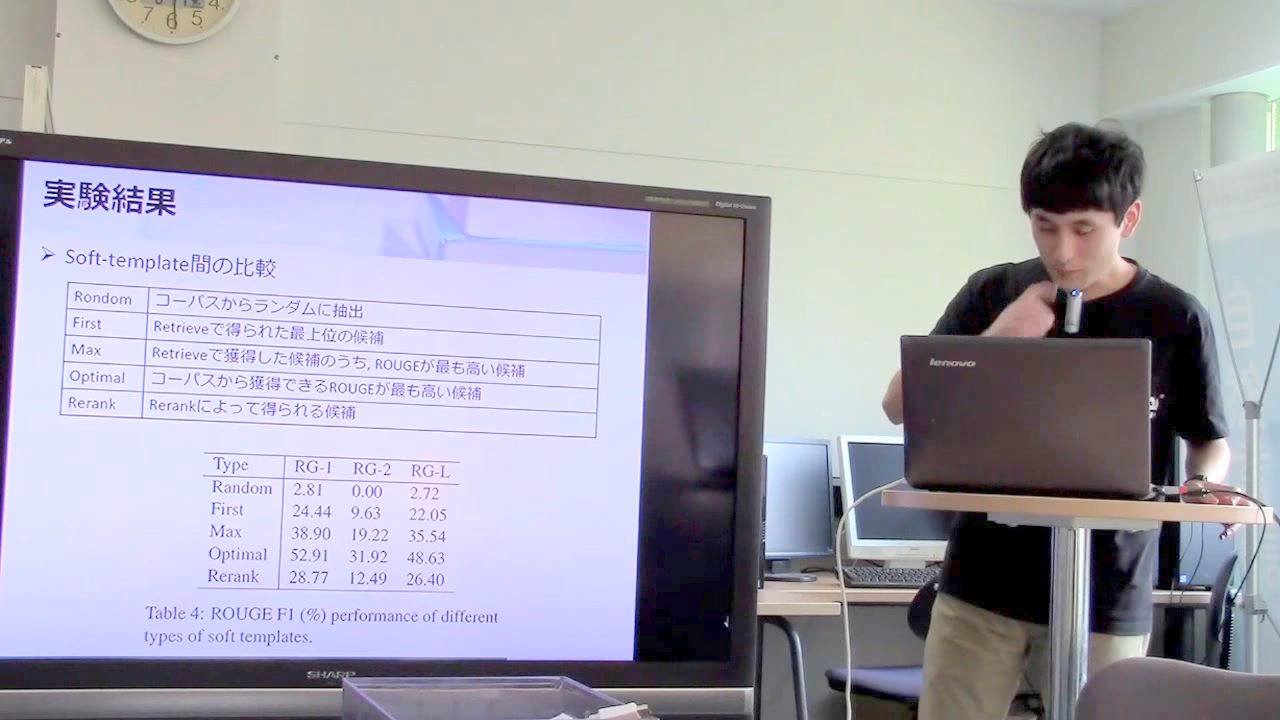 4
7 6 5
実験結果
➤ Soft-template間の比較
Rondom コーパスからランダムに抽出
First Retrieveで得られた最上位の候補
Max Retrieveで獲得した候補のうち, ROUGEが最も高い候補
Optimal コーパスから獲得できるROUGEが最も高い候補
Rerank Rerankによって得られる候補
Type RG-1 RG-2 RG-L
Random 2.81 0.00 2.72
First 24.44 9.63 22.05
Max 38.90 19.22 35.54
Optimal 52.91 31.92 48.63
Rerank 28.77 12.49 26.40
Table 4: ROUGE F1 (%) performance of different
types of soft templates.
SHARP
lenovo